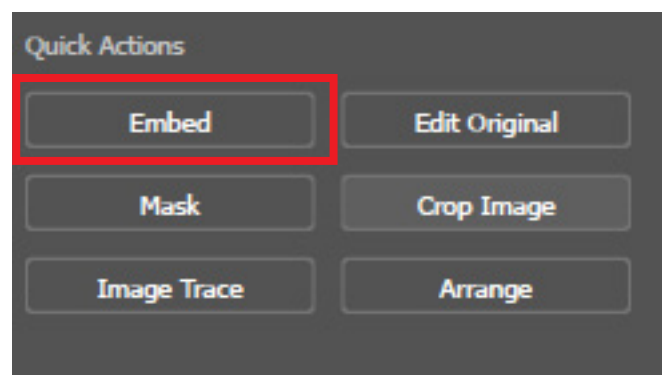 Quick Actions
Embed
Edit Original
Mask
Crop Image
Image Trace
Arrange